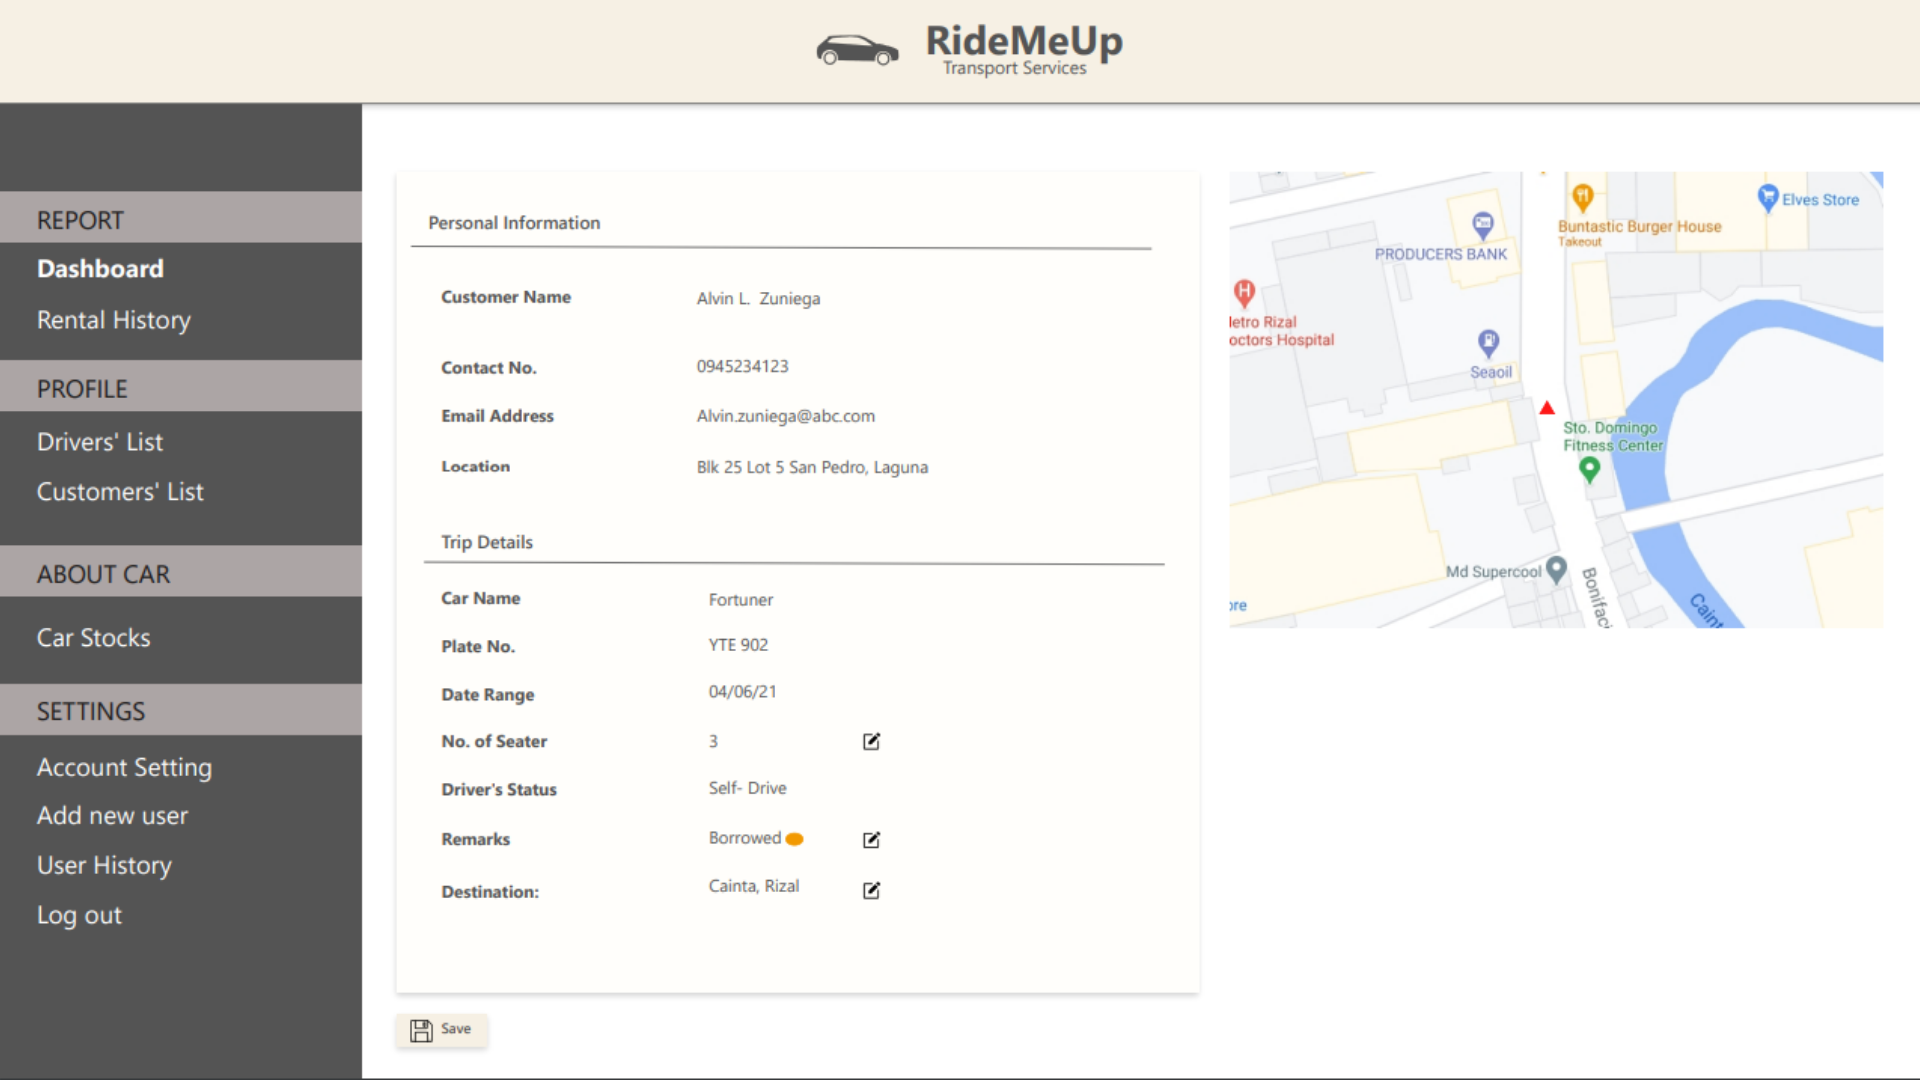 RideMeUp
Transport Services
REPORT
Dashboard
Rental History
PROFILE
Drivers' List
Customers' List
ABOUT CAR
Car Stocks
SETTINGS
Account Setting
Add new user
User History
Log out
Personal Information
Customer Name Alvin L. Zuniega
Contact No. 0945234123
Email Address Alvin.zuniega@abc.com
Location Blk 25 Lot 5 San Pedro, Laguna
Trip Details
Car Name Fortuner
Plate No. YTE 902
Date Range 04/06/21
No. of Seater 3
Driver's Status Self- Drive
Remarks Borrowed
Destination: Cainta, Rizal
Save
Elves Store
Buntastic Burger House
Takeout
PRODUCERS BANK
H
letro Rizal
octors Hospital
Seaoil
Sto. Domingo
Fitness Center
Md Supercool
ore
Bonifaci
Caint